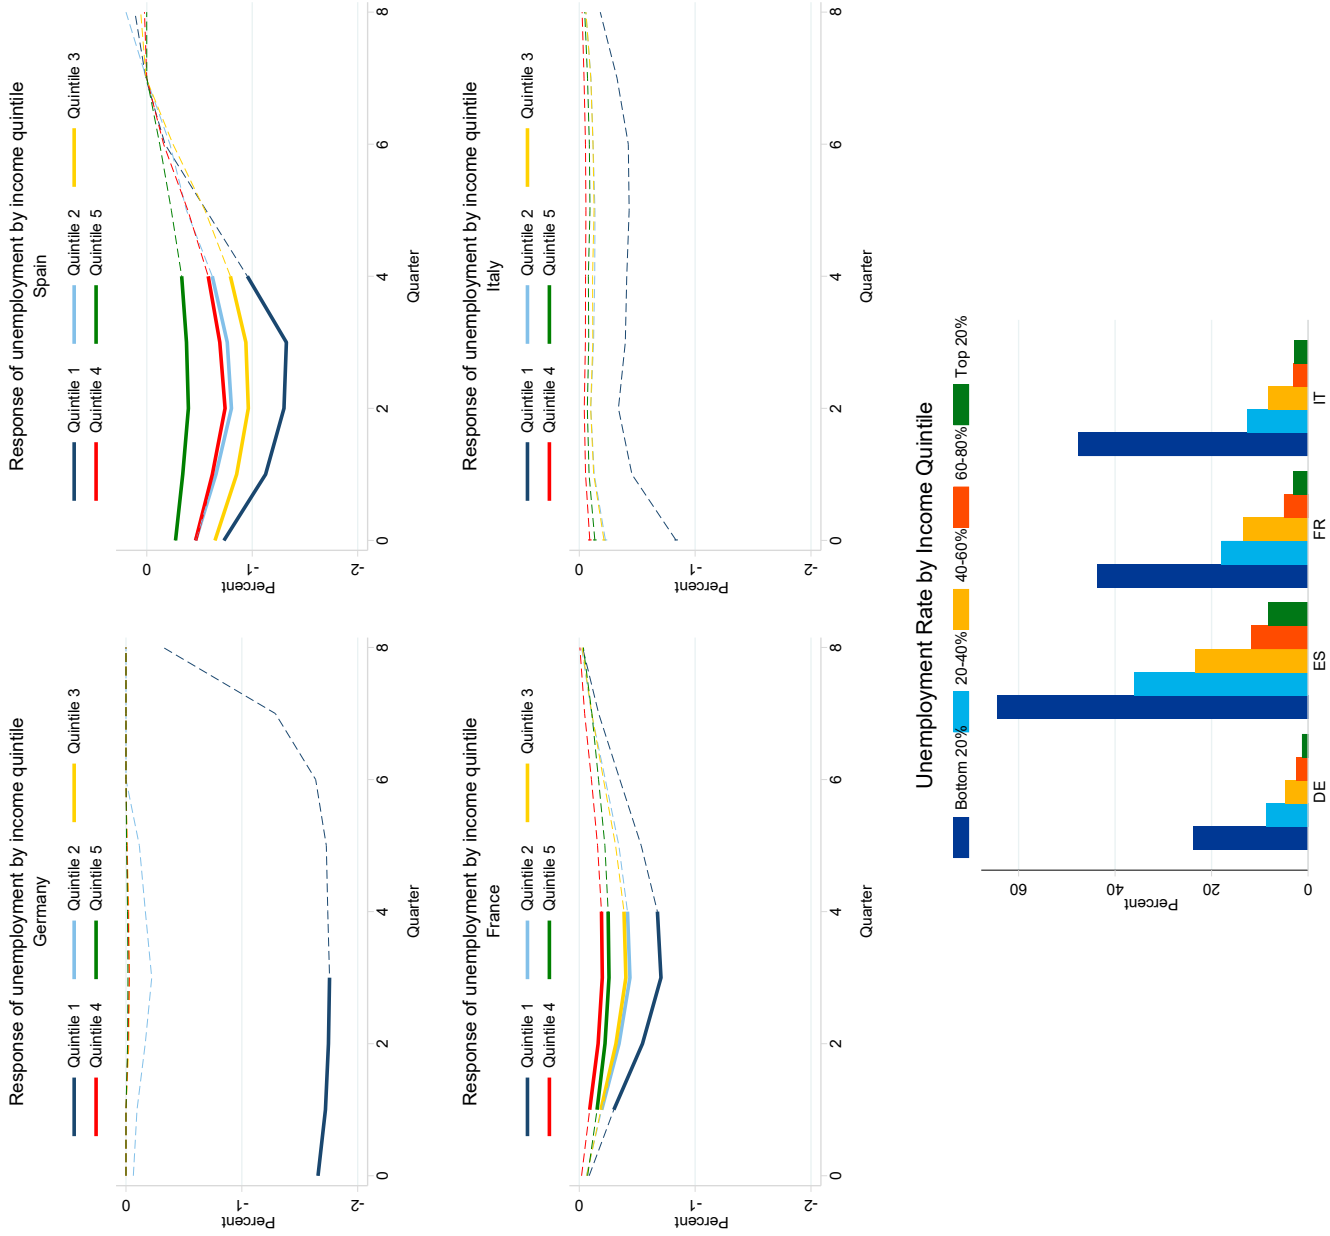 Response of unemployment by income quintile
Germany
Quintile 1 Quintile 2 Quintile 3
Quintile 4 Quintile 5
Percent
0
-1
-2
0 2 4 6 8
Quarter
Response of unemployment by income quintile
Spain
Quintile 1 Quintile 2 Quintile 3
Quintile 4 Quintile 5
Percent
0
-1
-2
0 2 4 6 8
Quarter
Response of unemployment by income quintile
France
Quintile 1 Quintile 2 Quintile 3
Quintile 4 Quintile 5
Percent
0
-1
-2
0 2 4 6 8
Quarter
Response of unemployment by income quintile
Italy
Quintile 1 Quintile 2 Quintile 3
Quintile 4 Quintile 5
Percent
0
-1
-2
0 2 4 6 8
Quarter
Unemployment Rate by Income Quintile
Bottom 20% 20-40% 40-60% 60-80% Top 20%
Percent
60
40
20
0
DE ES FR IT